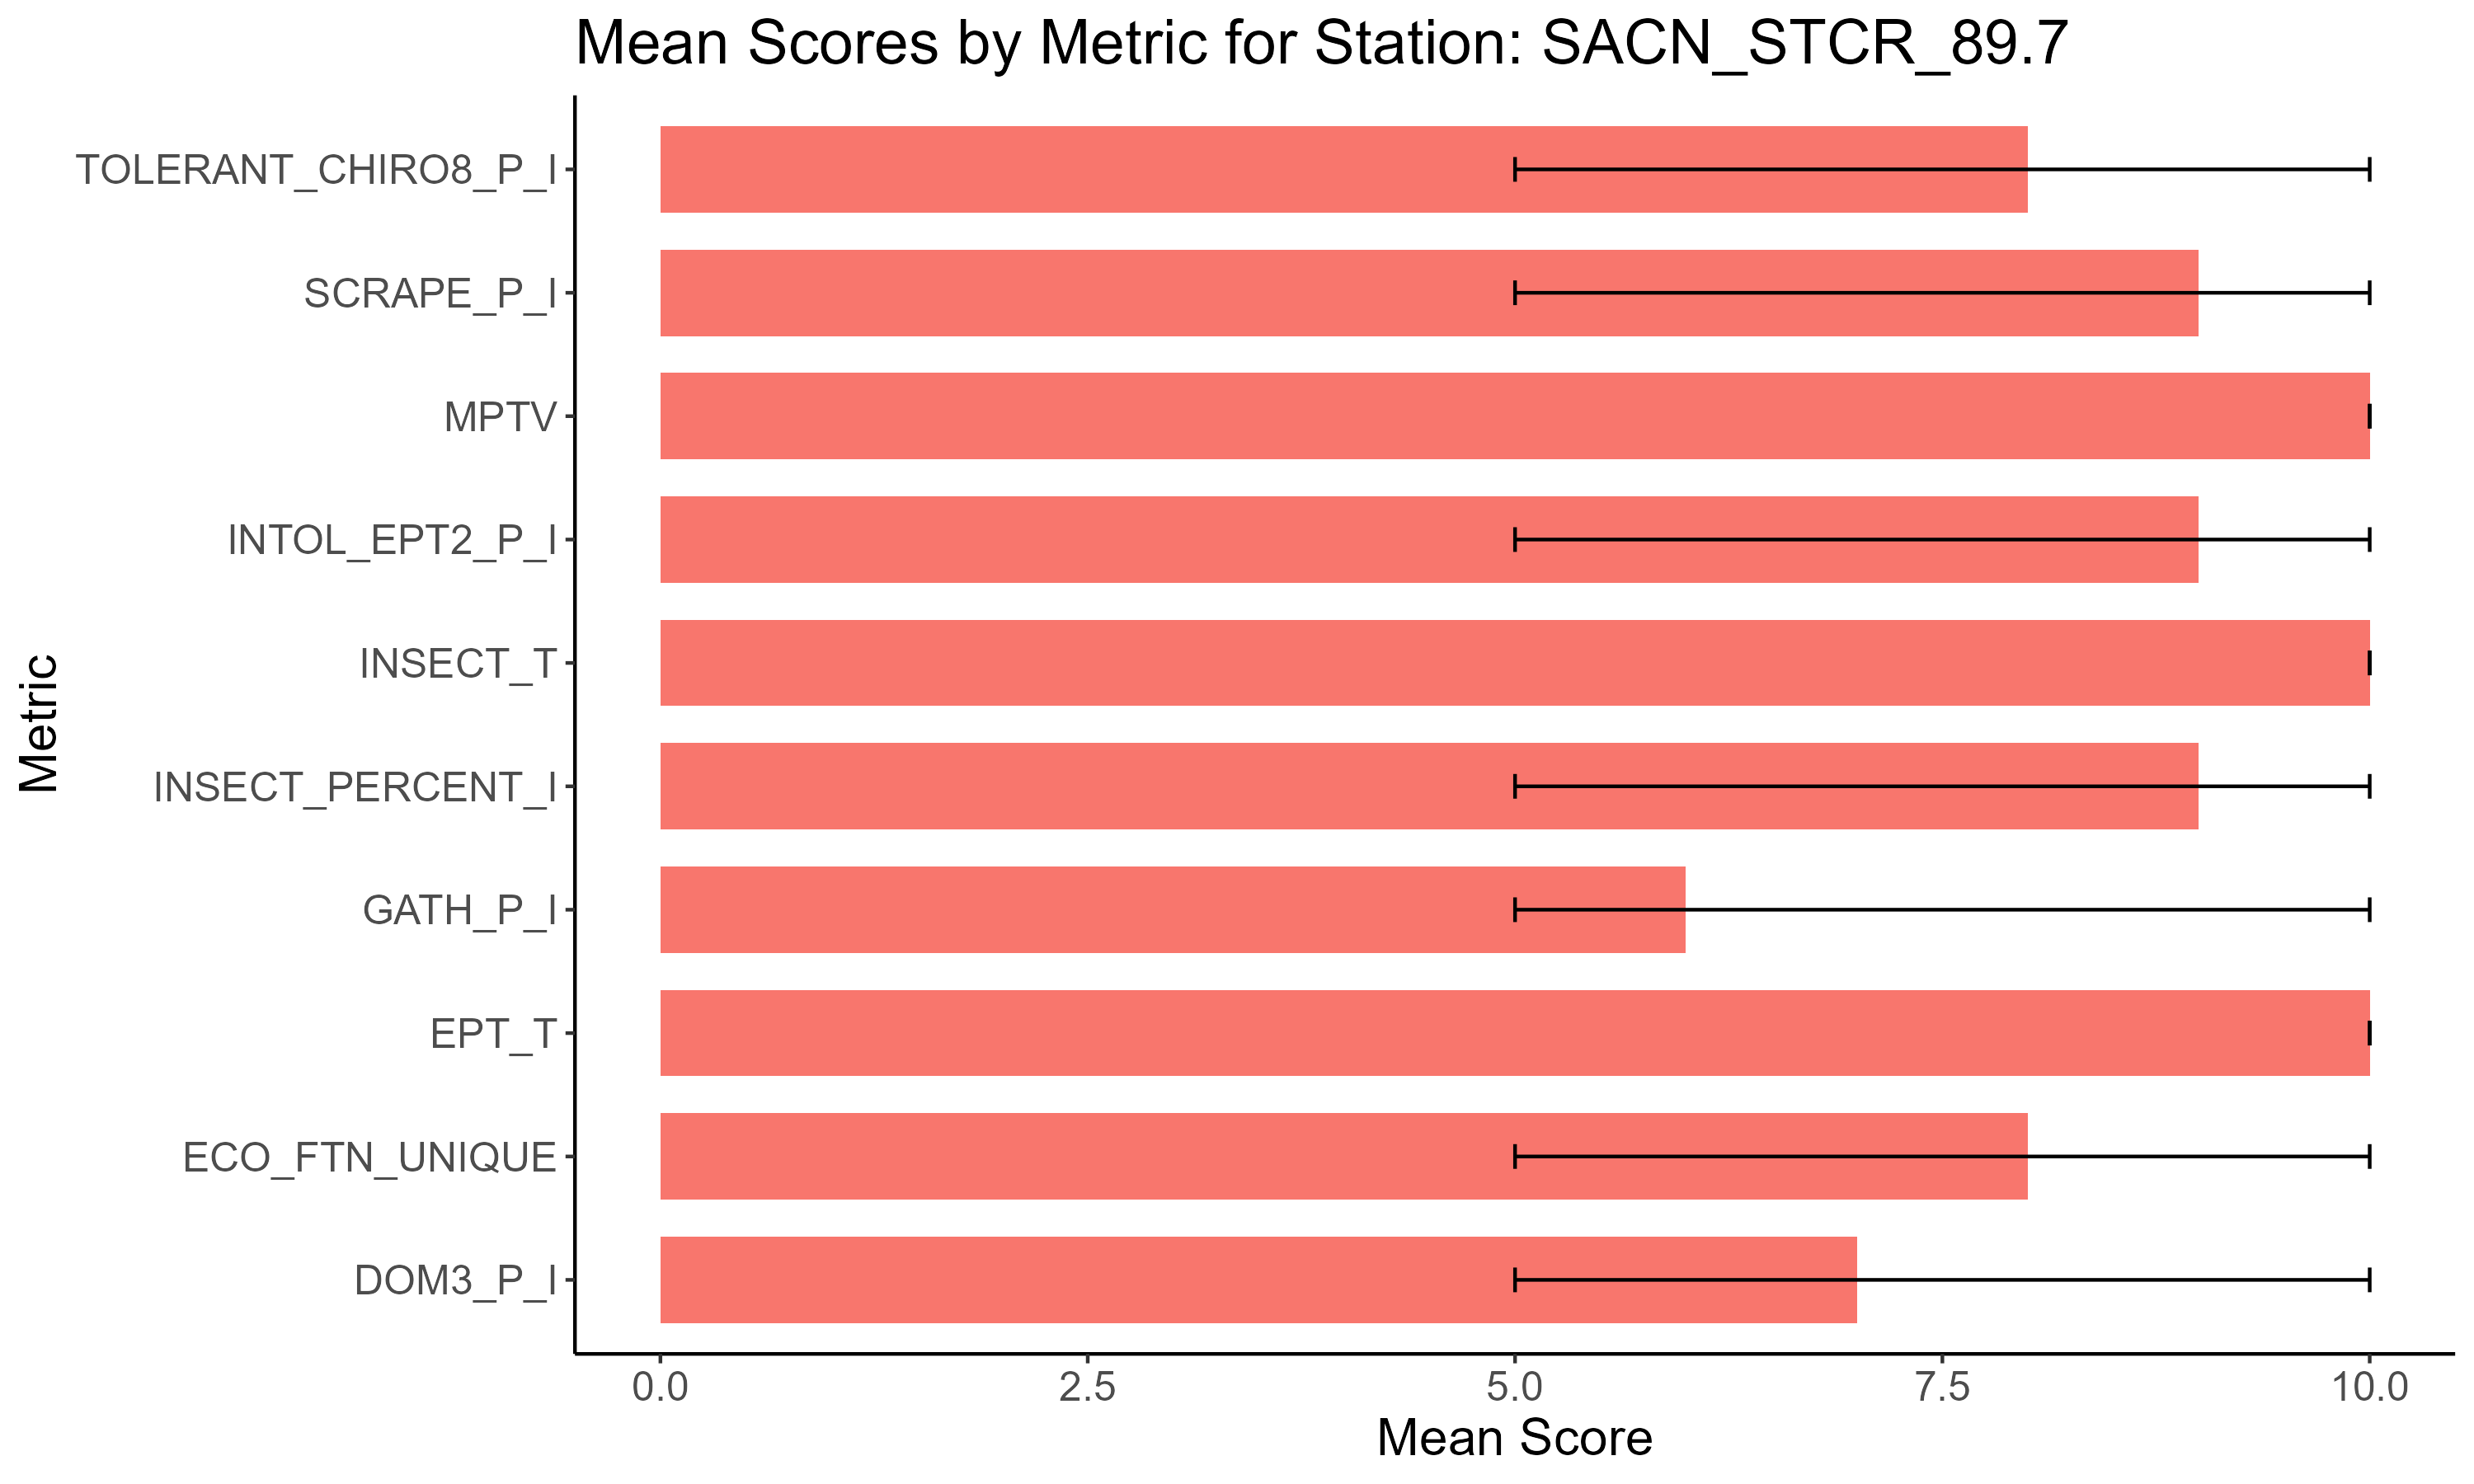 Mean Scores by Metric for Station: SACN_STCR_89.7
TOLERANT_CHIRO8_P_I
SCRAPE_P_I
MPTV
INTOL_EPT2_P_I
INSECT_T
INSECT_PERCENT_I
GATH_P_I
EPT_T
ECO_FTN_UNIQUE
DOM3_P_I
Metric
0.0 2.5 5.0 7.5 10.0
Mean Score